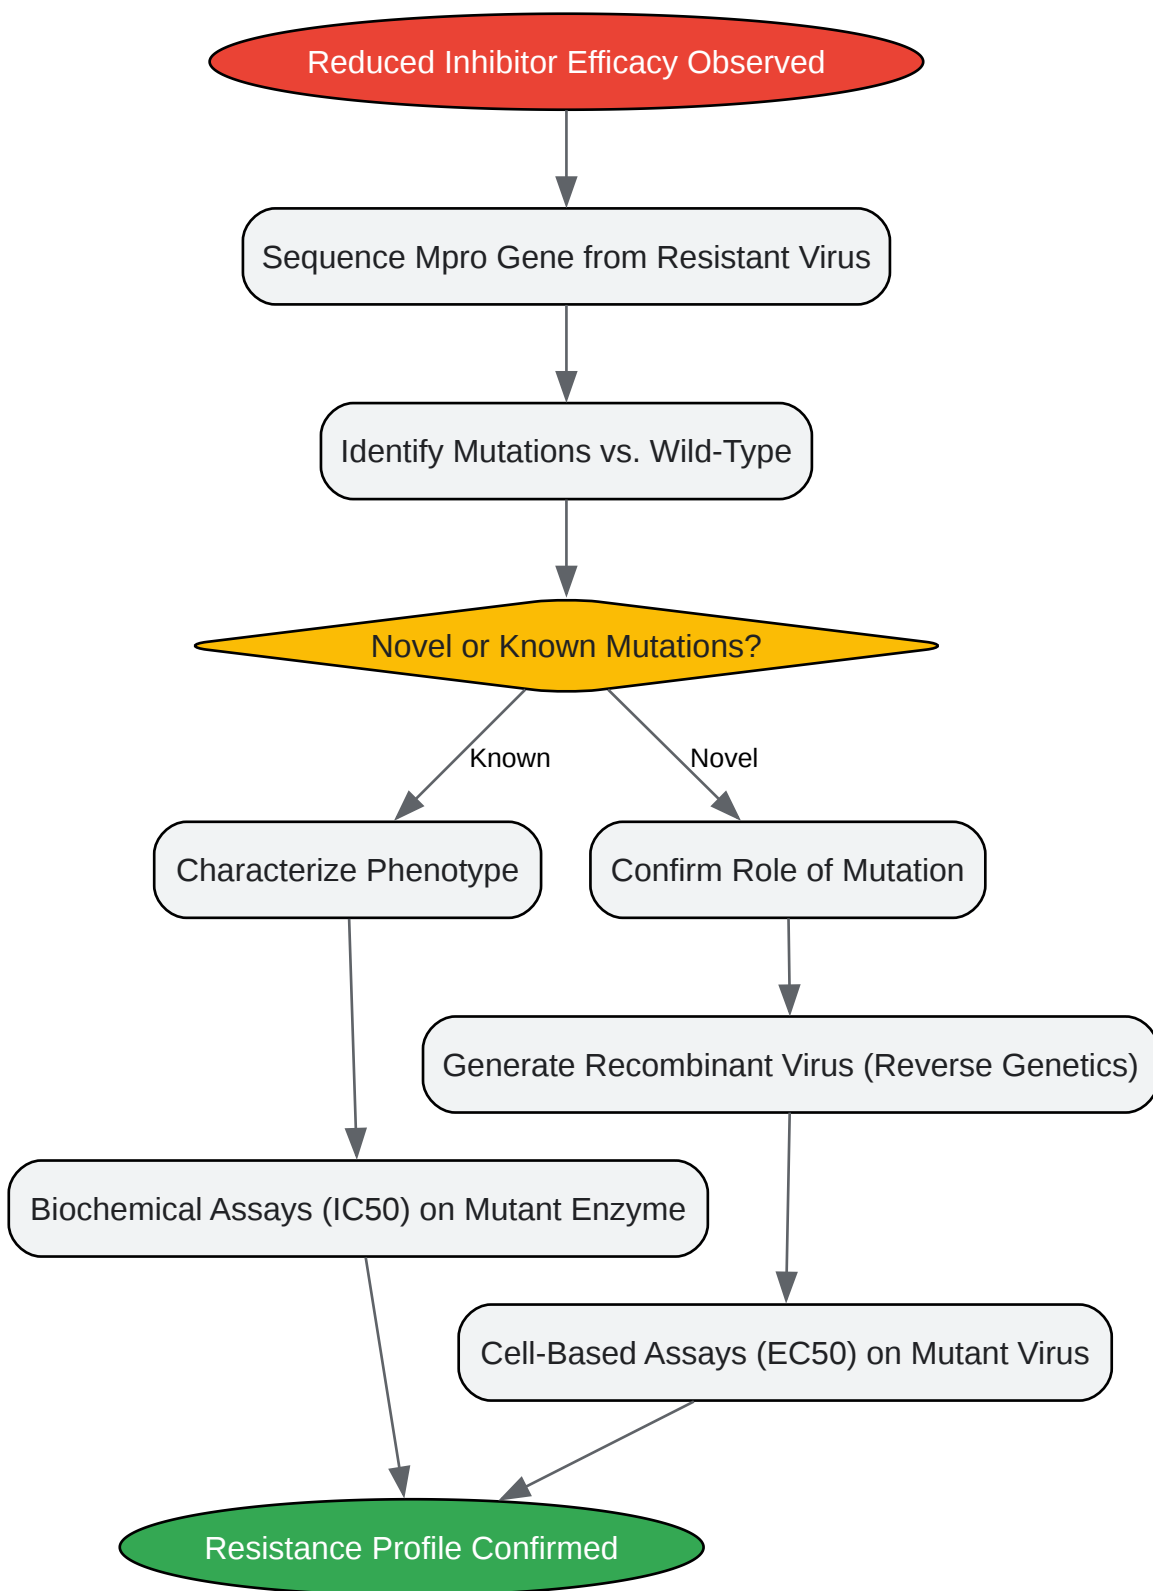 Reduced Inhibitor Efficacy Observed
Sequence Mpro Gene from Resistant Virus
Identify Mutations vs. Wild-Type
Novel or Known Mutations?
Known
Novel
Characterize Phenotype
Confirm Role of Mutation
Generate Recombinant Virus (Reverse Genetics)
Biochemical Assays (IC50) on Mutant Enzyme
Cell-Based Assays (EC50) on Mutant Virus
Resistance Profile Confirmed